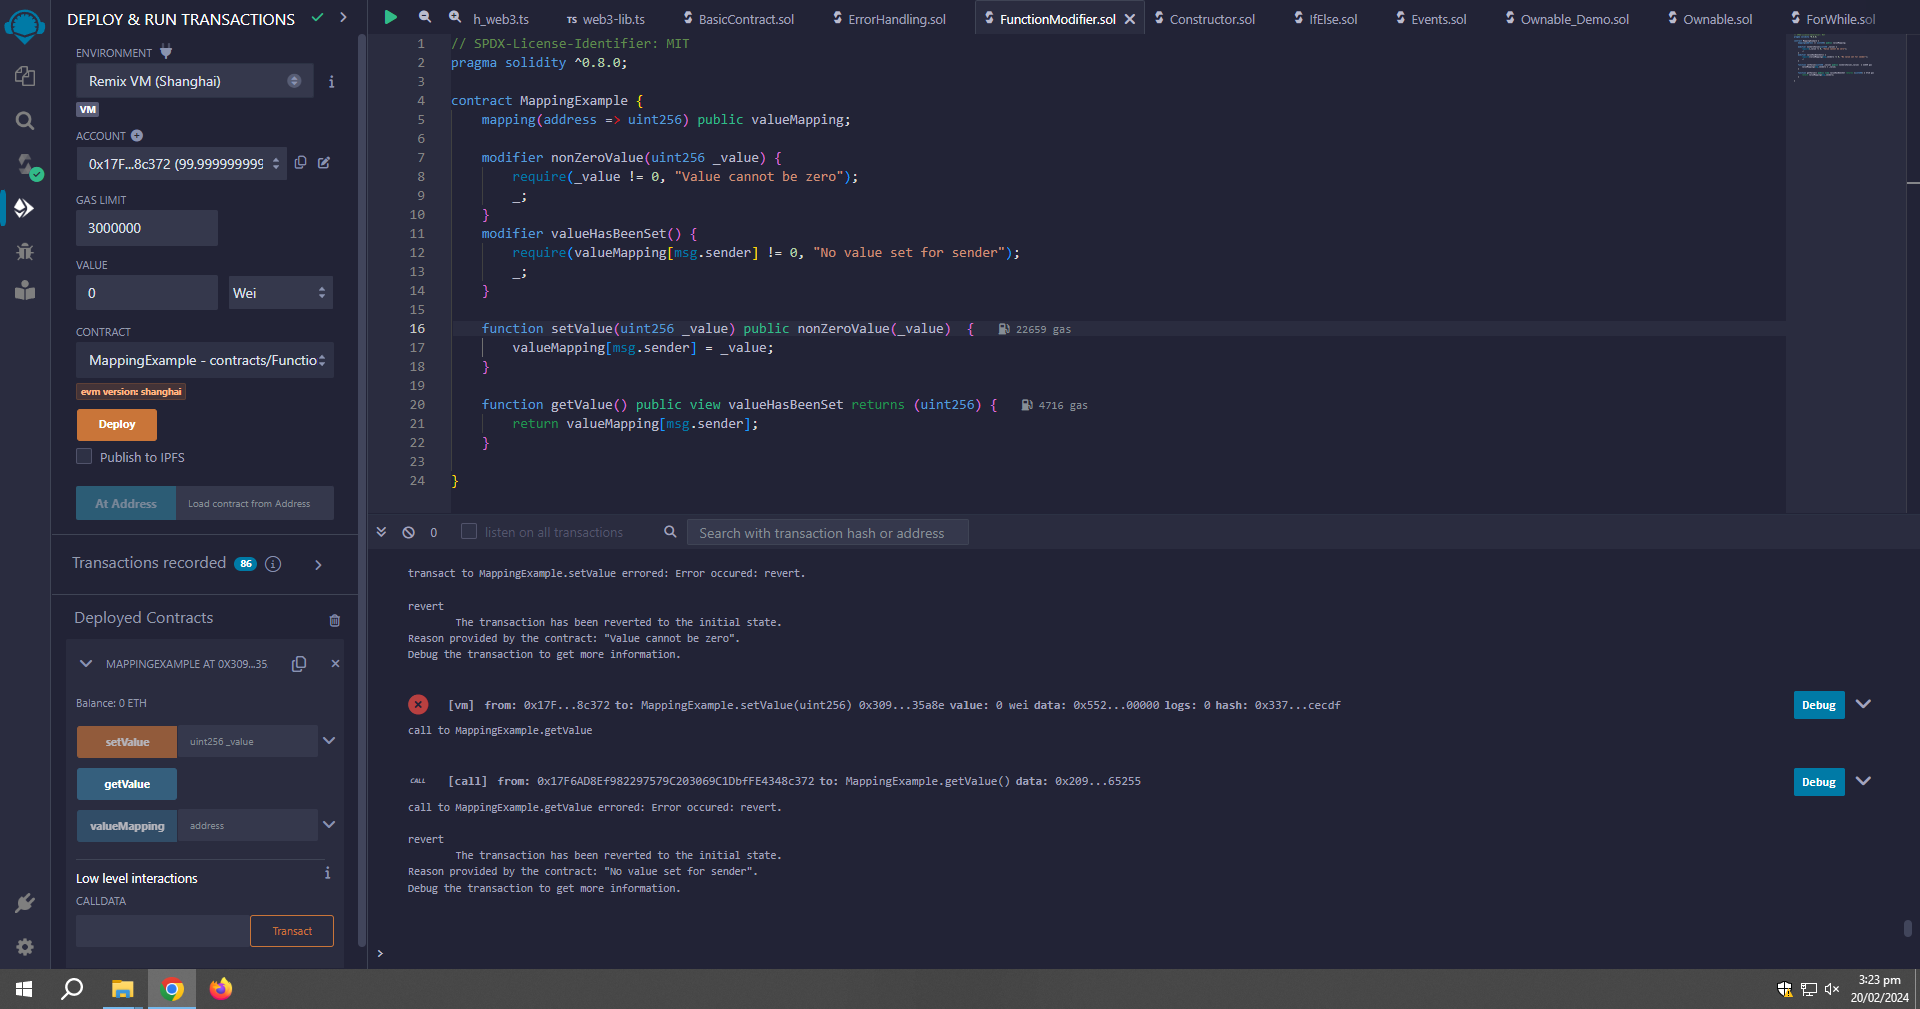 DEPLOY & RUN TRANSACTIONS
ENVIRONMENT
Remix VM (Shanghai)
VM
ACCOUNT
0x17F...8c372 (99.9999999999
GAS LIMIT
3000000
VALUE
0
Wei
CONTRACT
MappingExample - contracts/Functio
evm version: shanghai
Deploy
Publish to IPFS
At Address
Load contract from Address
Transactions recorded 86
Deployed Contracts
MAPPINGEXAMPLE AT 0X309...35
Balance: 0 ETH
setValue
uint256 _value
getValue
valueMapping
address
Low level interactions
CALLDATA
Transact
h_web3.ts
TS web3-lib.ts
BasicContract.sol
ErrorHandling.sol
FunctionModifier.sol
Constructor.sol
IfElse.sol
Events.sol
Ownable_Demo.sol
Ownable.sol
ForWhile.sol
1 // SPDX-License-Identifier: MIT
2 pragma solidity ^0.8.0;
3
4 contract MappingExample {
5 mapping(address => uint256) public valueMapping;
6
7 modifier nonZeroValue(uint256 _value) {
8 require(_value != 0, "Value cannot be zero");
9 _;
10 }
11 modifier valueHasBeenSet() {
12 require(valueMapping[msg.sender] != 0, "No value set for sender");
13 _;
14 }
15
16 function setValue(uint256 _value) public nonZeroValue(_value) { 22659 gas
17 valueMapping[msg.sender] = _value;
18 }
19
20 function getValue() public view valueHasBeenSet returns (uint256) { 4716 gas
21 return valueMapping[msg.sender];
22 }
23
24 }
0
listen on all transactions
Search with transaction hash or address
transact to MappingExample.setValue errored: Error occured: revert.
revert
The transaction has been reverted to the initial state.
Reason provided by the contract: "Value cannot be zero".
Debug the transaction to get more information.
[vm] from: 0x17F...8c372 to: MappingExample.setValue(uint256) 0x309...35a8e value: 0 wei data: 0x552...00000 logs: 0 hash: 0x337...cecdf
Debug
call to MappingExample.getValue
CALL [call] from: 0x17F6AD8Ef982297579C203069C1DbfFE4348c372 to: MappingExample.getValue() data: 0x209...65255
Debug
call to MappingExample.getValue errored: Error occured: revert.
revert
The transaction has been reverted to the initial state.
Reason provided by the contract: "No value set for sender".
Debug the transaction to get more information.
>
3:23 pm
20/02/2024